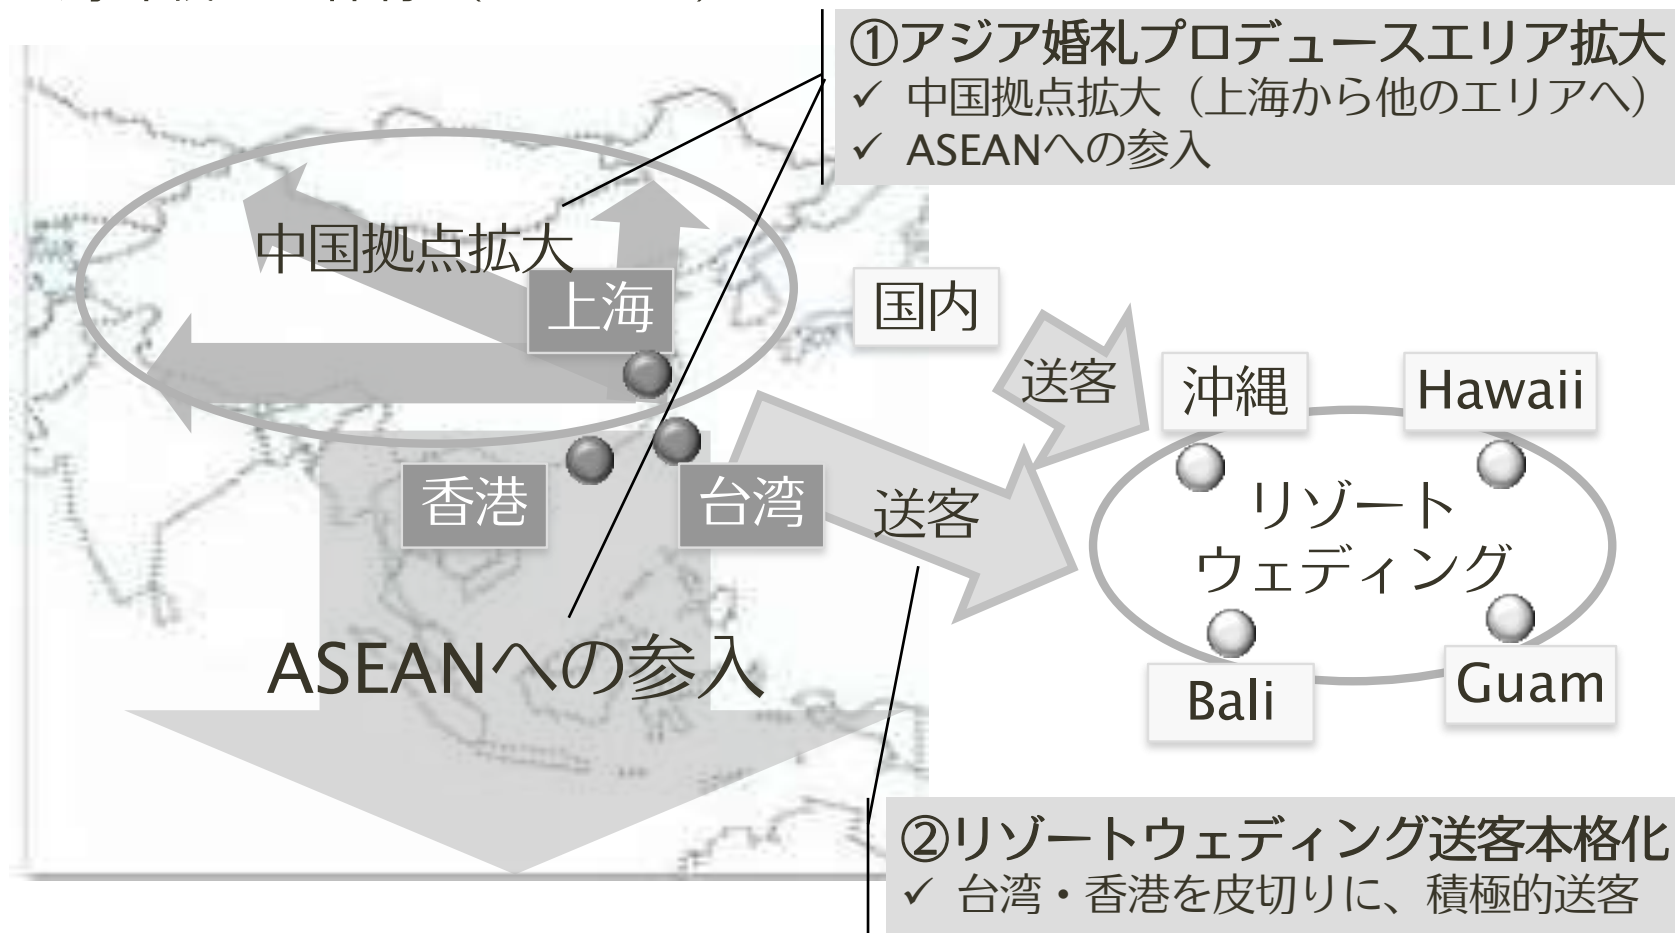 ①アジア婚礼プロデュースエリア拡大
✓ 中国拠点拡大（上海から他のエリアへ）
✓ ASEANへの参入
中国拠点拡大
上海
国内
送客
沖縄
Hawaii
香港
台湾
送客
リゾート
ウェディング
ASEANへの参入
Bali
Guam
②リゾートウェディング送客本格化
✓ 台湾・香港を皮切りに、積極的送客